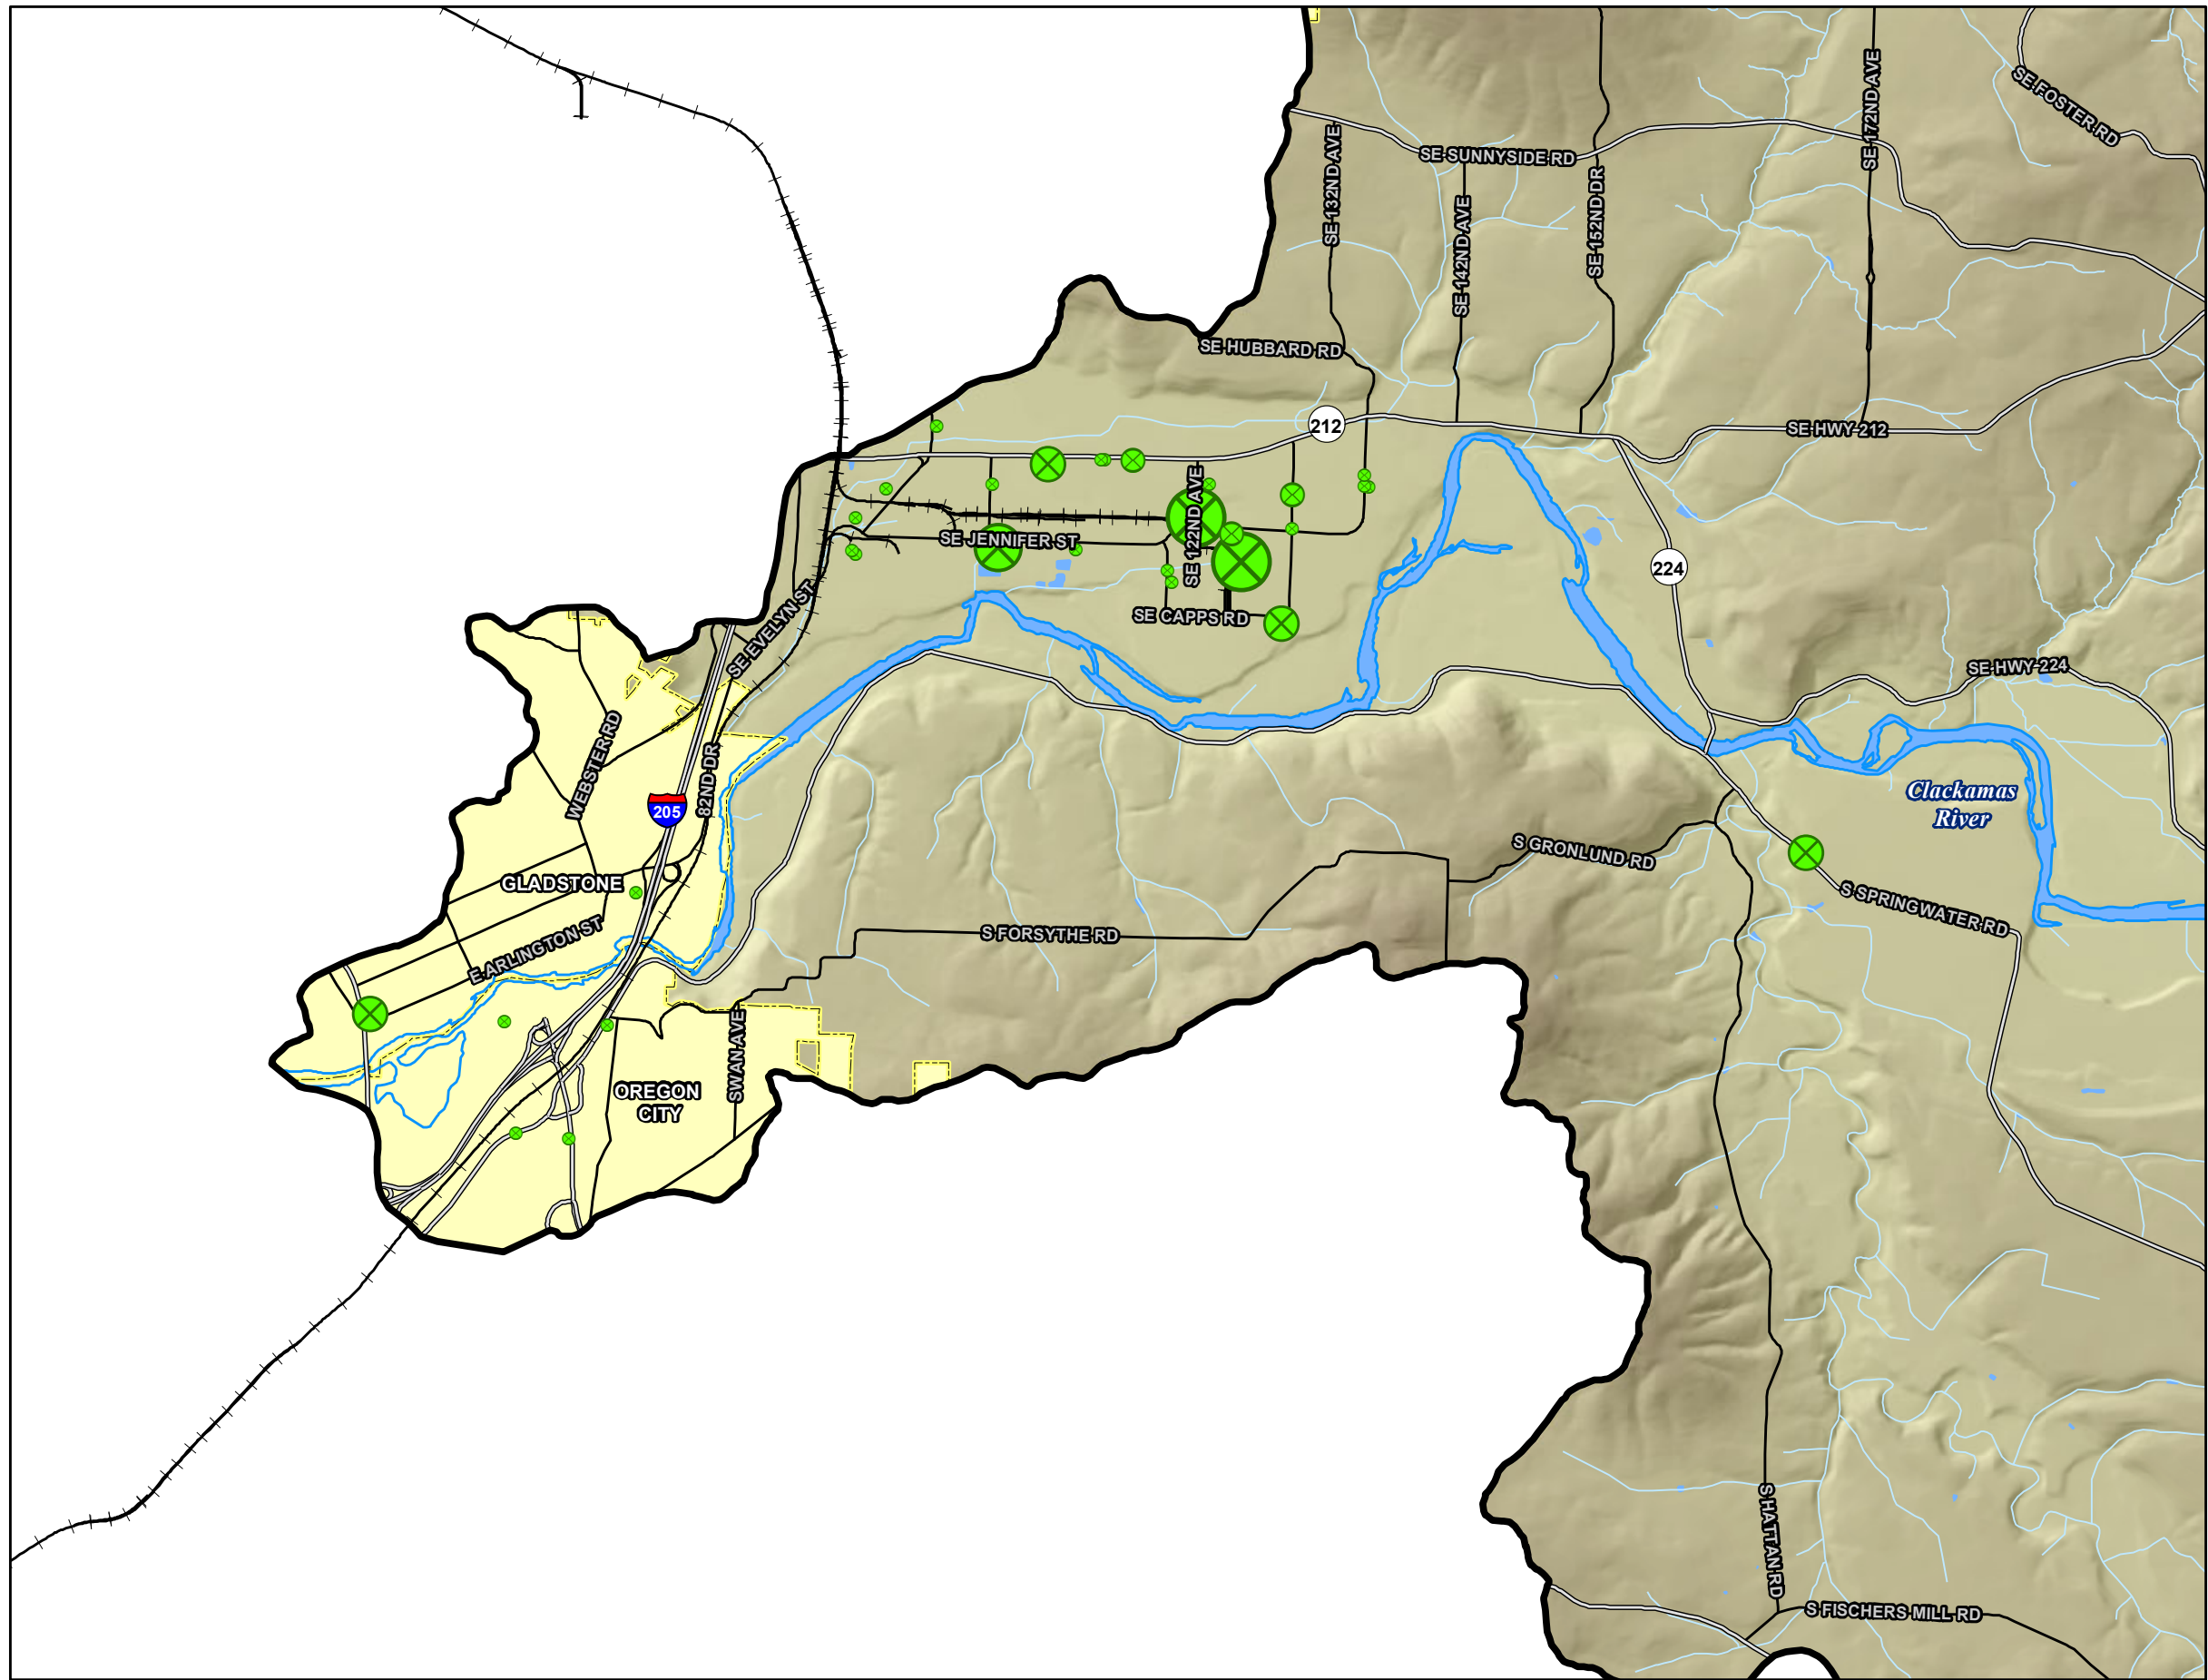 SE 172ND AVE
SE FOSTER RD
SE SUNNYSIDE RD
SE 132ND AVE
SE 142ND AVE
SE 152ND DR
SE HUBBARD RD
212
SE HWY 212
SE 122ND AVE
SE JENNIFER ST
224
SE CAPPS RD
SE EVELYN ST
SE HWY 224
WEBSTER RD
82ND DR
205
Clackamas
River
S GRONLUND RD
GLADSTONE
S SPRINGWATER RD
E ARLINGTON ST
S FORSYTHE RD
SWAN AVE
OREGON
CITY
S HATTAN RD
S FISCHERS MILL RD